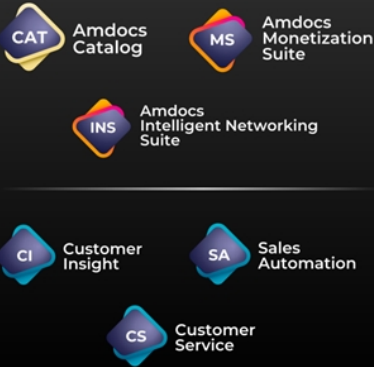 CAT
Amdocs
Catalog
MS
Amdocs
Monetization
Suite
INS
Amdocs
Intelligent Networking
Suite
CI
Customer
Insight
SA
Sales
Automation
CS
Customer
Service